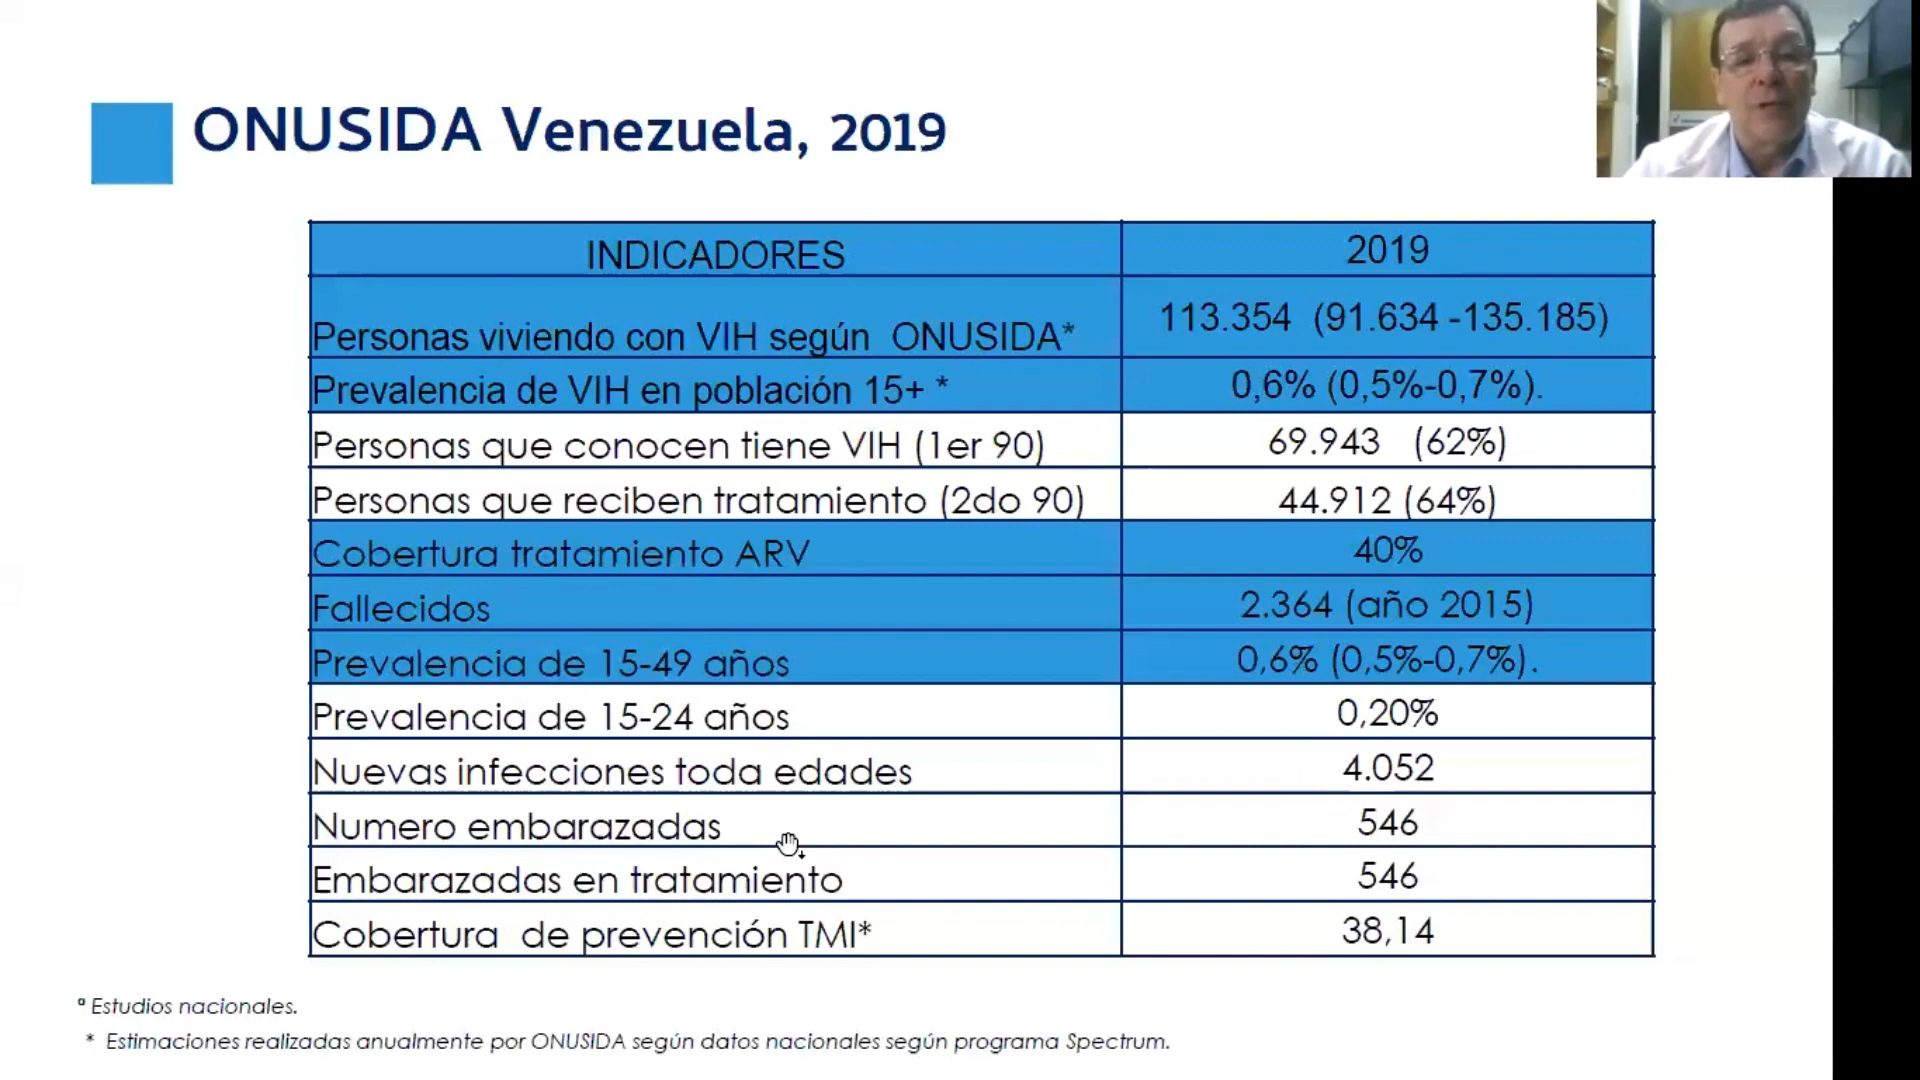 ONUSIDA Venezuela, 2019
INDICADORES 2019
Personas viviendo con VIH según ONUSIDA* 113.354 (91.634 -135.185)
Prevalencia de VIH en población 15+ * 0,6% (0,5%-0,7%).
Personas que conocen tiene VIH (1er 90) 69.943 (62%)
Personas que reciben tratamiento (2do 90) 44.912 (64%)
Cobertura tratamiento ARV 40%
Fallecidos 2.364 (año 2015)
Prevalencia de 15-49 años 0,6% (0,5%-0,7%).
Prevalencia de 15-24 años 0,20%
Nuevas infecciones toda edades 4.052
Numero embarazadas 546
Embarazadas en tratamiento 546
Cobertura de prevención TMI* 38,14
ª Estudios nacionales.
* Estimaciones realizadas anualmente por ONUSIDA según datos nacionales según programa Spectrum.